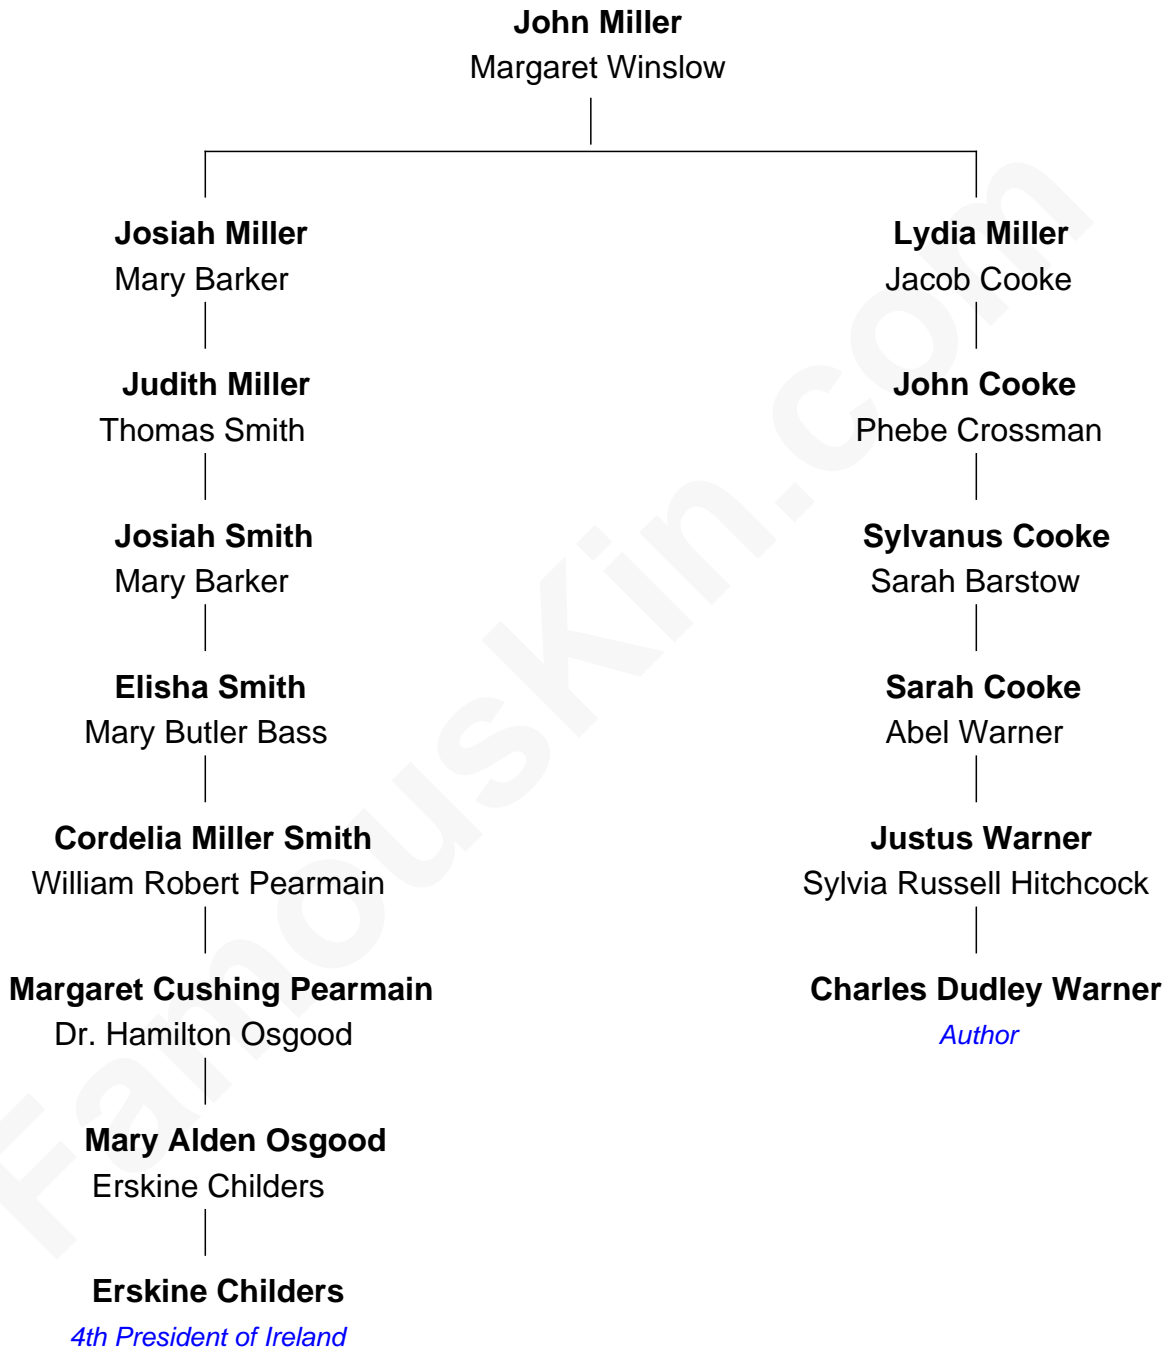 John Miller
Margaret Winslow
Josiah Miller
Mary Barker
Lydia Miller
Jacob Cooke
Judith Miller
Thomas Smith
John Cooke
Phebe Crossman
Josiah Smith
Mary Barker
Sylvanus Cooke
Sarah Barstow
Elisha Smith
Mary Butler Bass
Sarah Cooke
Abel Warner
Cordelia Miller Smith
William Robert Pearmain
Justus Warner
Sylvia Russell Hitchcock
Margaret Cushing Pearmain
Dr. Hamilton Osgood
Charles Dudley Warner
Author
Mary Alden Osgood
Erskine Childers
Erskine Childers
4th President of Ireland
FamousKin.com